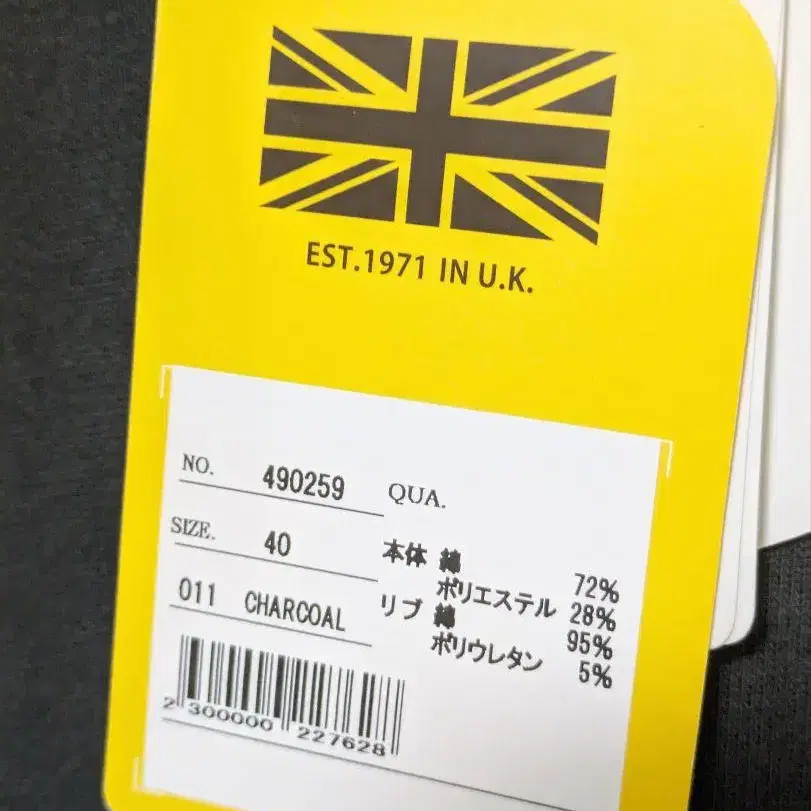 EST.1971 IN U.K.
NO. 490259
SIZE. 40
011 CHARCOAL
QUA.
本体 綿 72%
ポリエステル 28%
リブ 綿 95%
ポリウレタン 5%
2 300000 227628